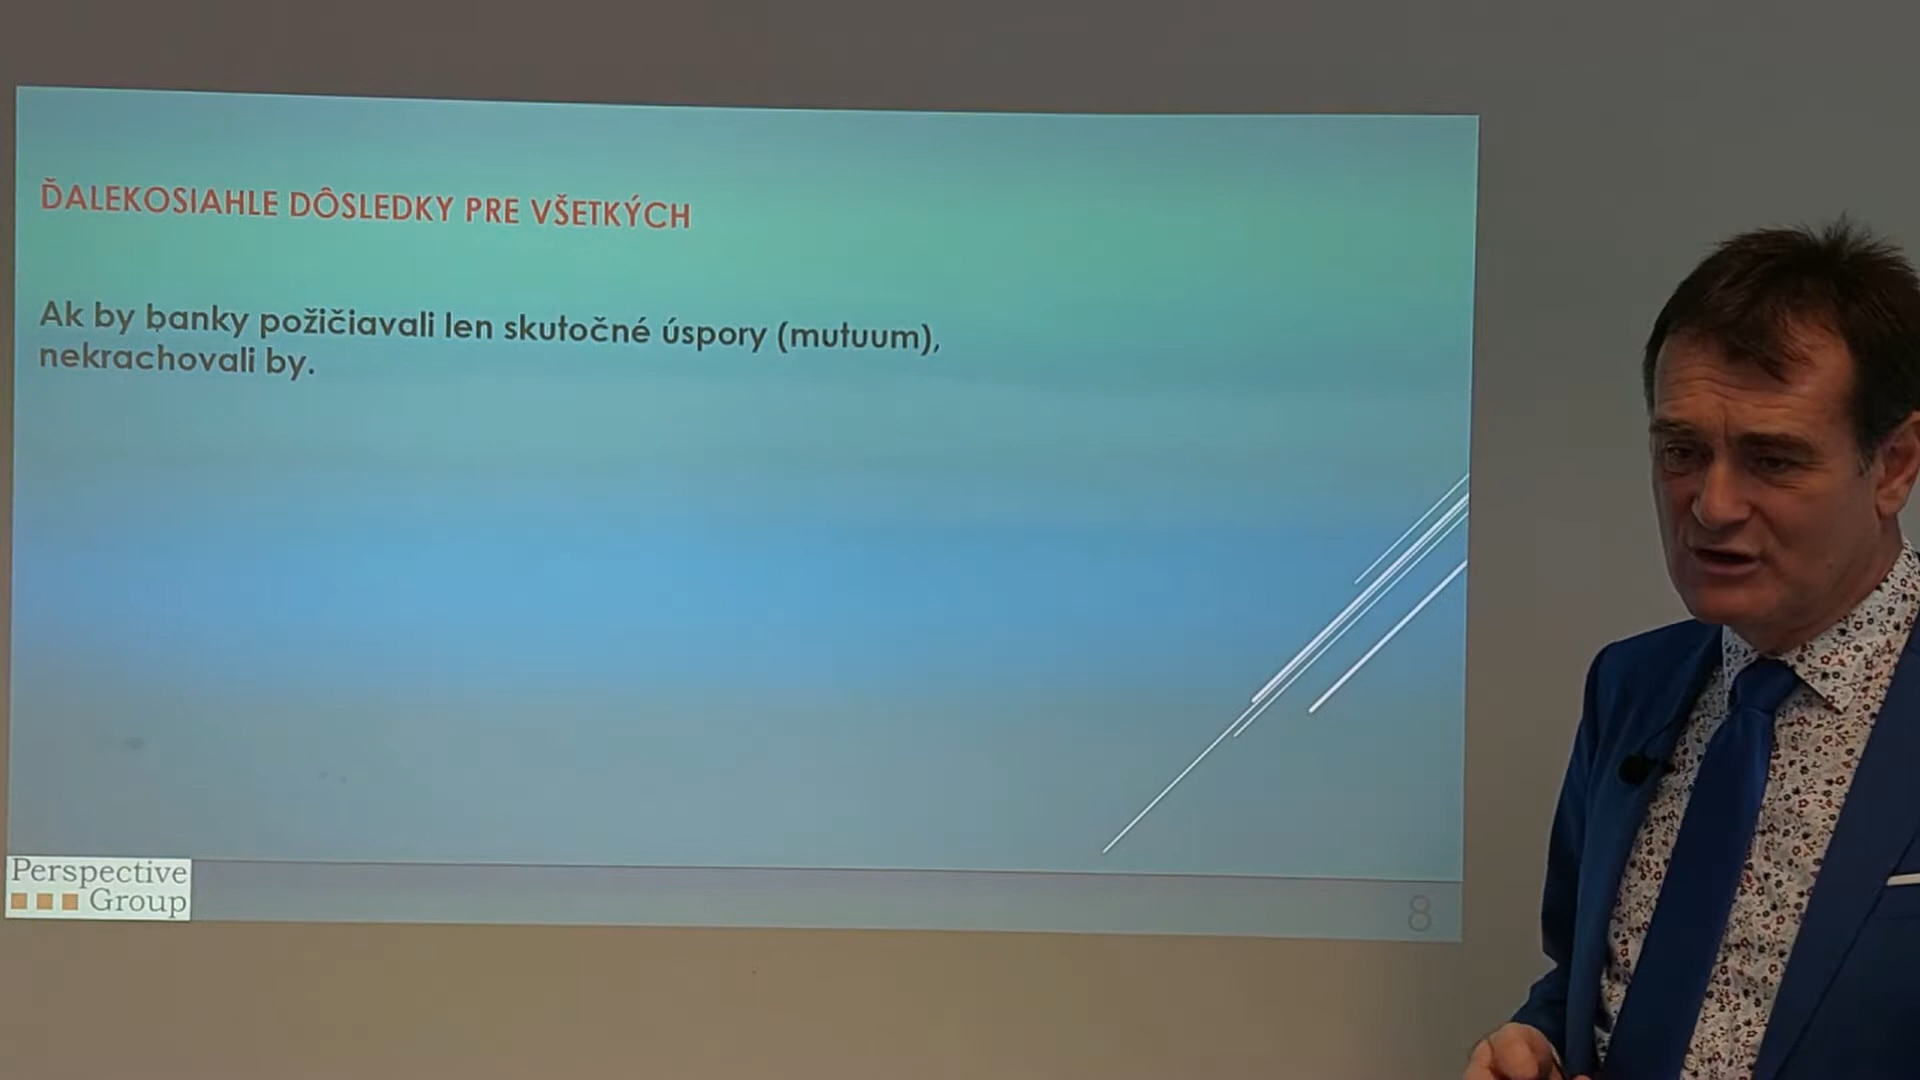 ĎALEKOSIAHLE DÔSLEDKY PRE VŠETKÝCH
Ak by banky požičiavali len skutočné úspory (mutuum),
nekrachovali by.
Perspective
Group
8